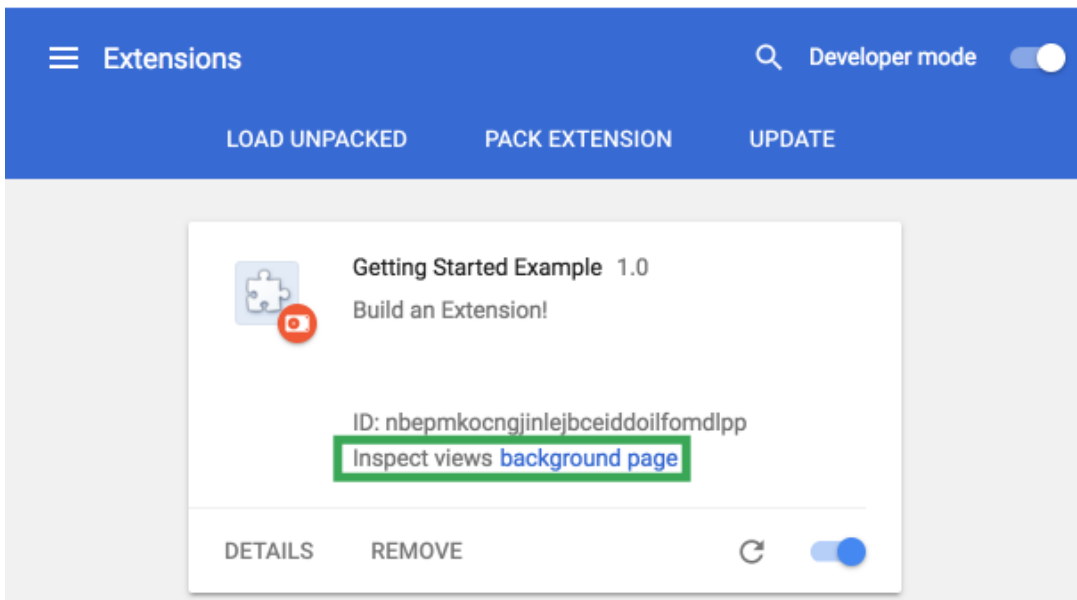 Extensions Developer mode
LOAD UNPACKED PACK EXTENSION UPDATE
Getting Started Example 1.0
Build an Extension!
ID: nbepmkocngjinlejbceiddoilfomdlpp
Inspect views background page
DETAILS REMOVE